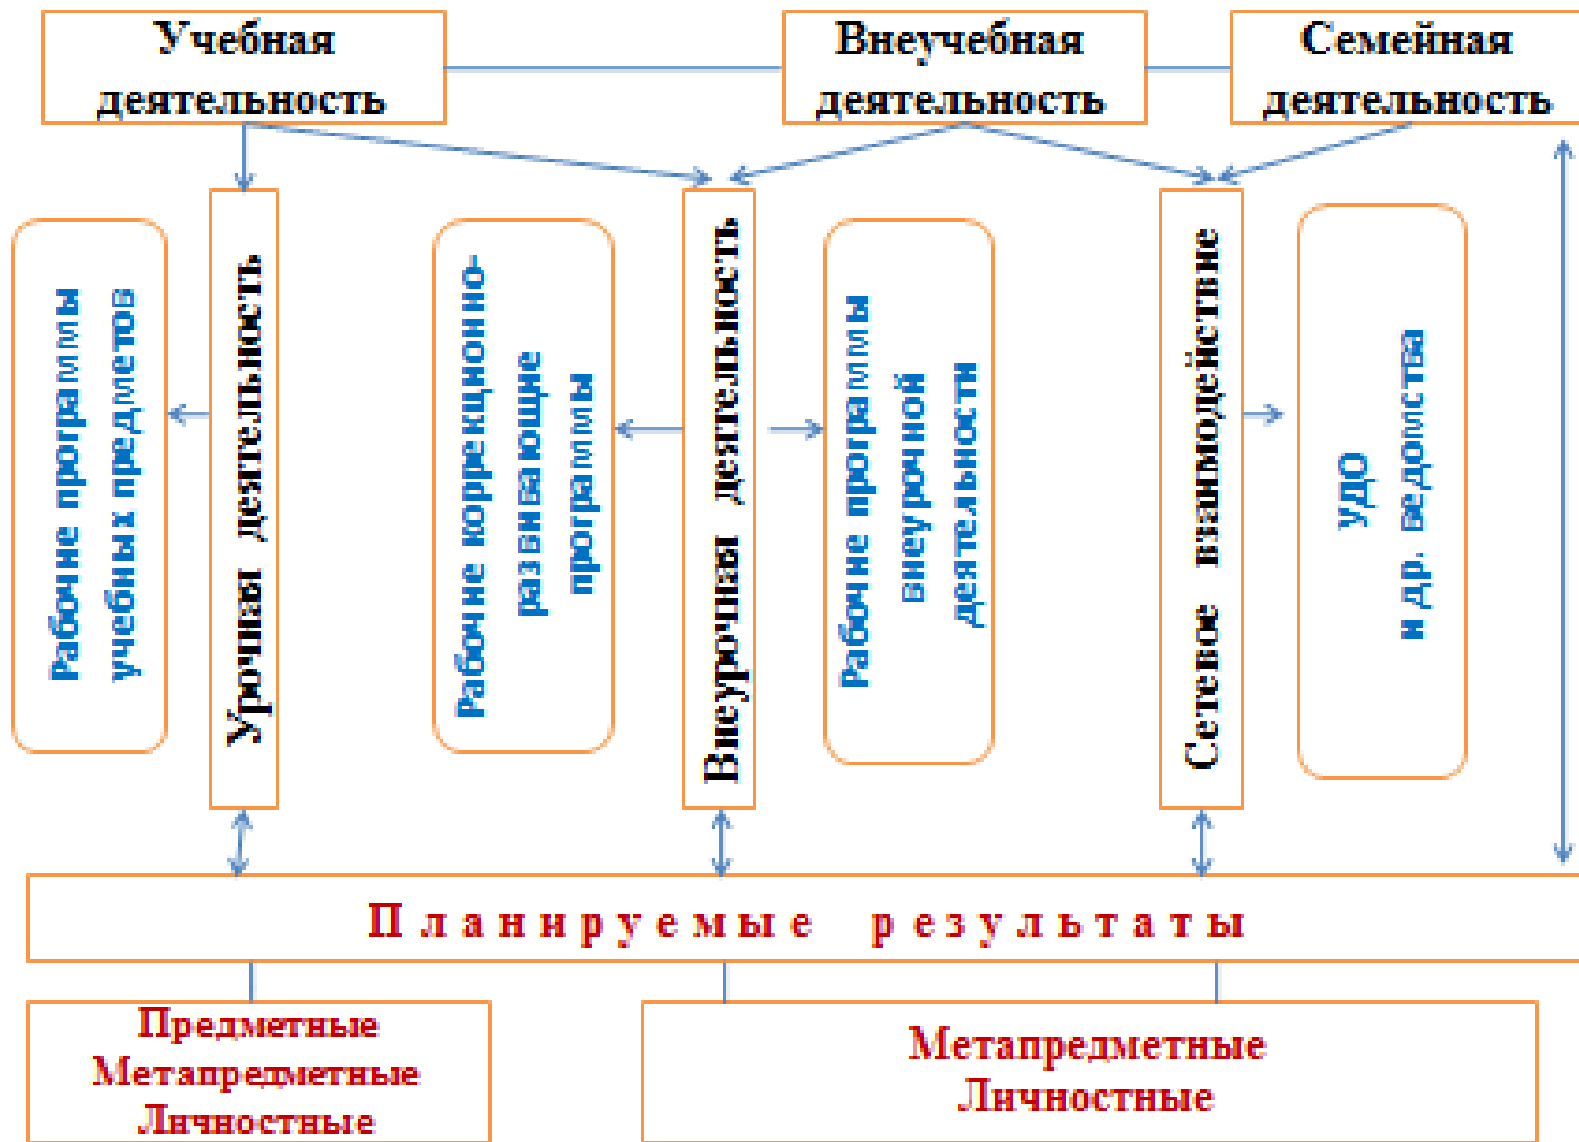 Учебная
деятельность
Внеучебная
деятельность
Семейная
деятельность
Рабочие программы
учебных предметов
Урочная деятельность
Рабочие коррекционно-
развивающие
программы
Внеурочная деятельность
Рабочие программы
внеурочной
деятельности
Сетевое взаимодействие
УДО
и др. ведомства
Планируемые результаты
Предметные
Метапредметные
Личностные
Метапредметные
Личностные